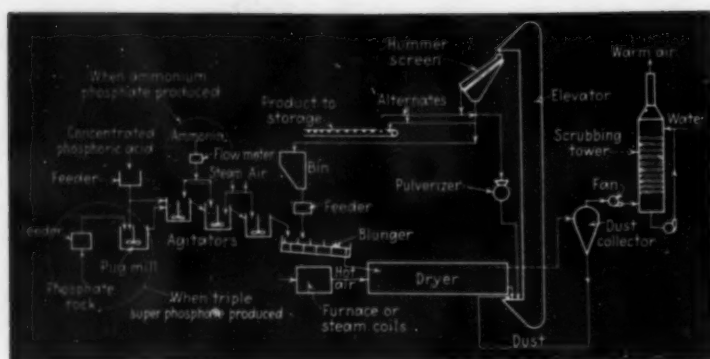 Hummer
screen
Warm air
When ammonium
phosphate produced
Product to
storage
Alternates
Elevator
Water
Concentrated
phosphoric acid
Ammonia
Flow meter
Steam Air
Scrubbing
tower
Feeder
Bin
Pulverizer
Fan
Feeder
Feeder
Agitators
Blunger
Dust
collector
Pug mill
Hot
air
Dryer
Phosphate
rock
When triple
super phosphate produced
Furnace or
steam coils
Dust